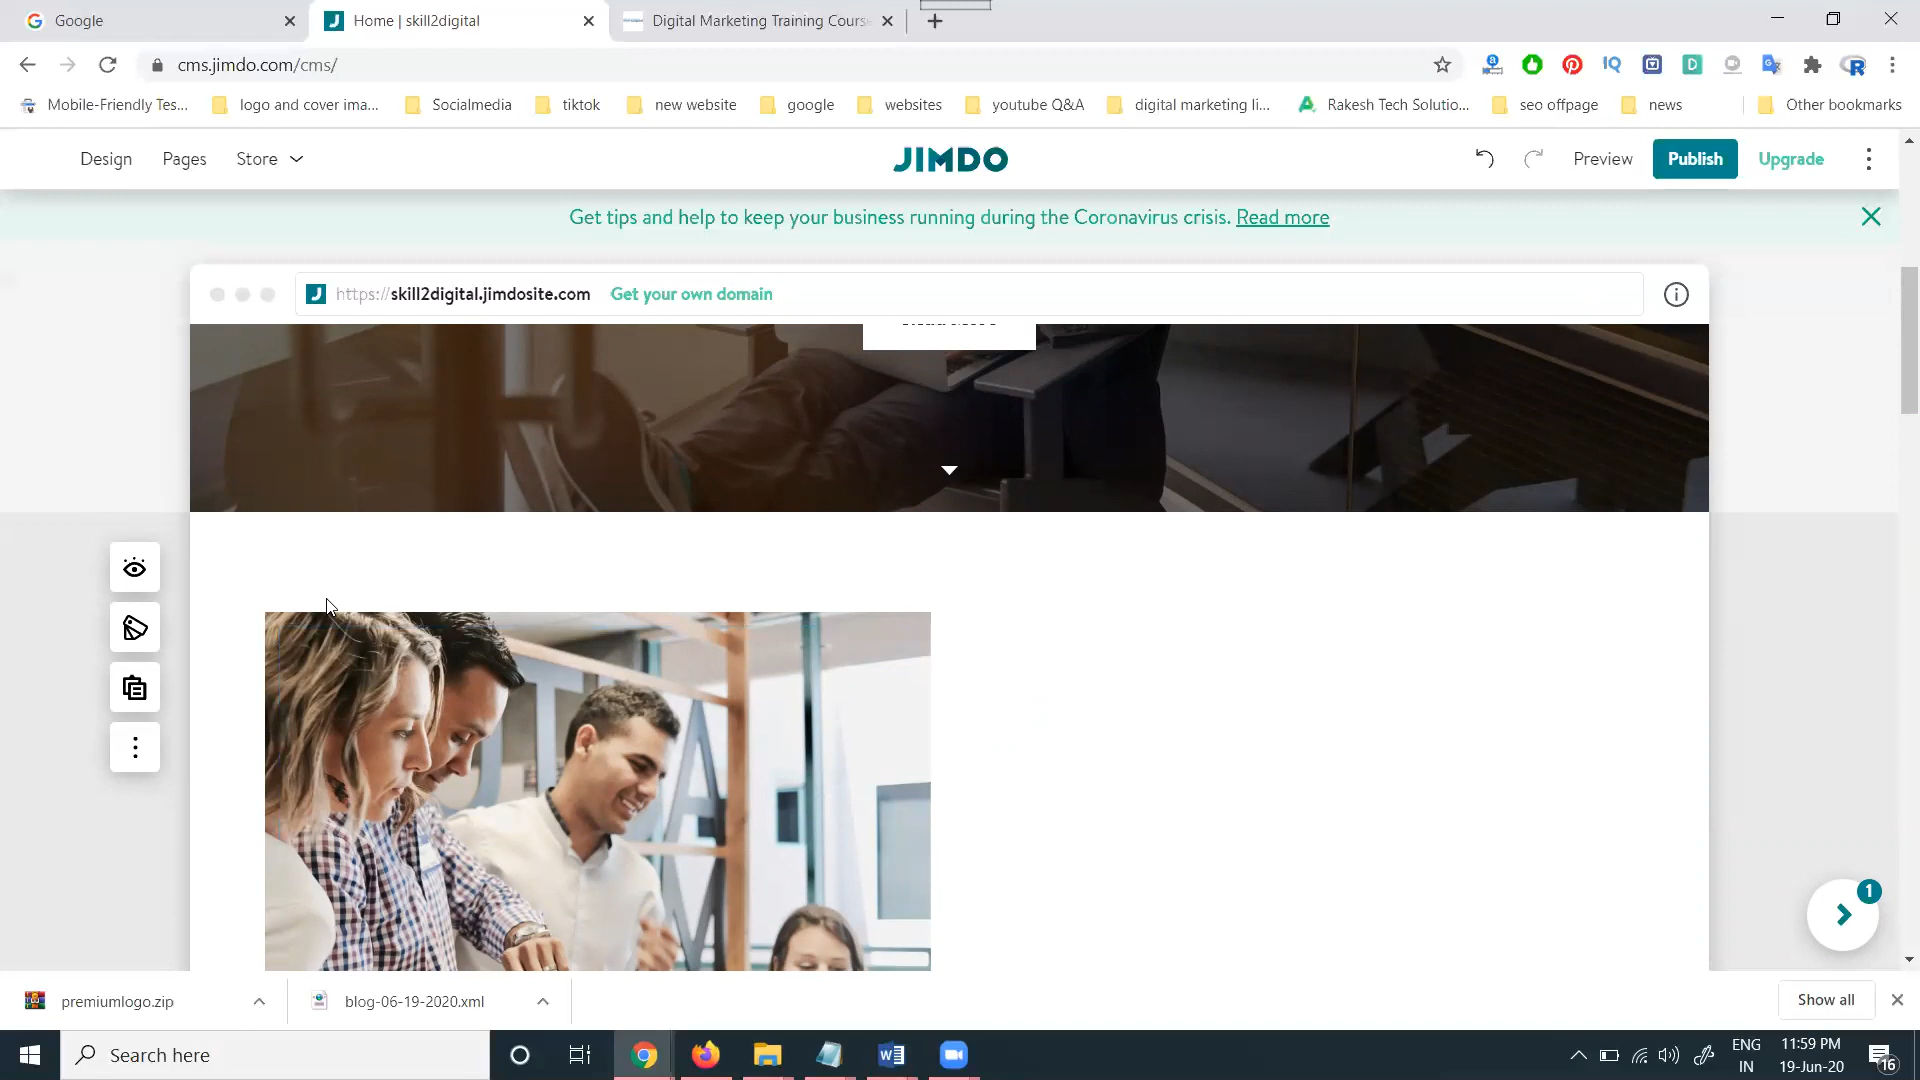 Google
Home | skill2digital
Digital Marketing Training Cours
cms.jimdo.com/cms/
Mobile-Friendly Tes...
logo and cover ima...
Socialmedia
tiktok
new website
google
websites
youtube Q&A
digital marketing li...
Rakesh Tech Solutio...
seo offpage
news
Other bookmarks
Design
Pages
Store
JIMDO
Preview
Publish
Upgrade
Get tips and help to keep your business running during the Coronavirus crisis. Read more
https://skill2digital.jimdosite.com
Get your own domain
1
premiumlogo.zip
blog-06-19-2020.xml
Show all
Search here
ENG
IN
11:59 PM
19-Jun-20
16